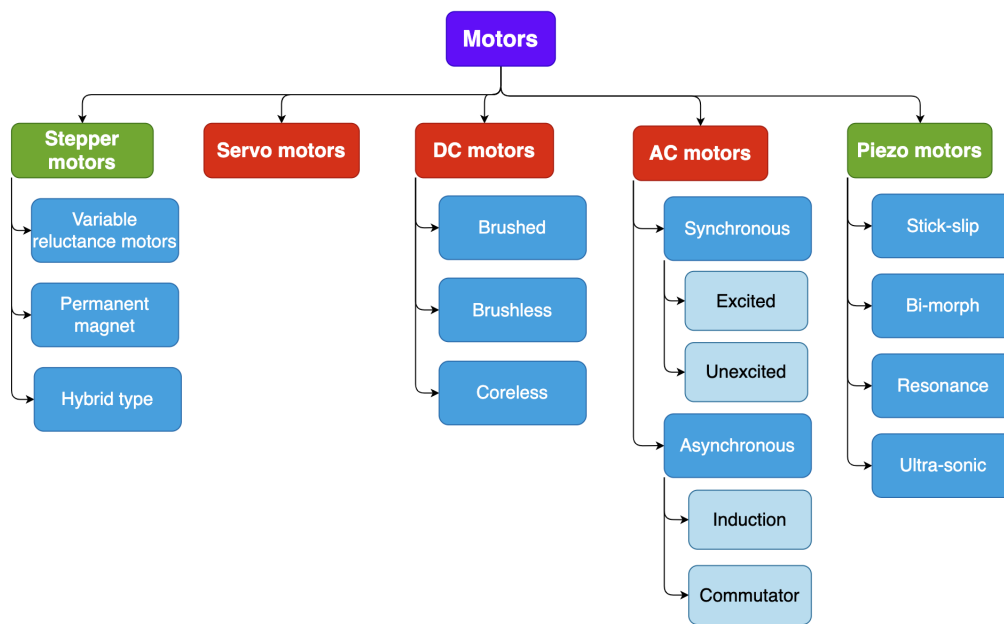 Motors
Stepper
motors
Servo motors
DC motors
AC motors
Piezo motors
Variable
reluctance motors
Permanent
magnet
Hybrid type
Brushed
Brushless
Coreless
Synchronous
Excited
Unexcited
Asynchronous
Induction
Commutator
Stick-slip
Bi-morph
Resonance
Ultra-sonic